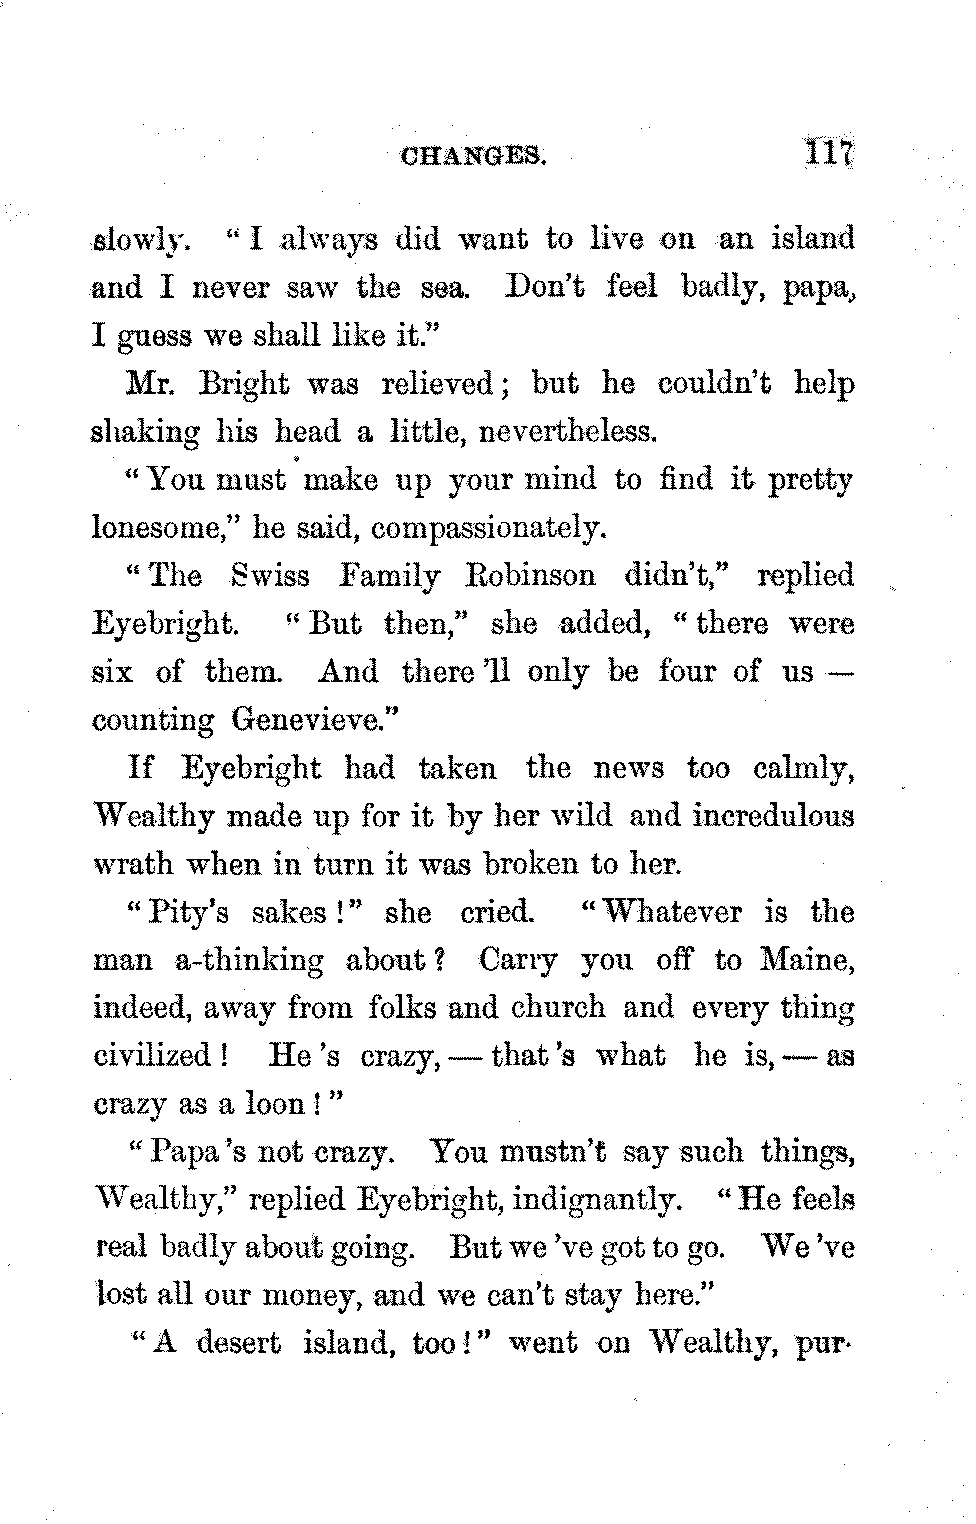 CHANGES. 117
slowly. "I always did want to live on an island
and I never saw the sea. Don't feel badly, papa,
I guess we shall like it."
Mr. Bright was relieved; but he couldn't help
shaking his head a little, nevertheless.
"You must make up your mind to find it pretty
lonesome," he said, compassionately.
"The Swiss Family Robinson didn't," replied
Eyebright. "But then," she added, "there were
six of them. And there 'll only be four of us —
counting Genevieve."
If Eyebright had taken the news too calmly,
Wealthy made up for it by her wild and incredulous
wrath when in turn it was broken to her.
"Pity's sakes!" she cried. "Whatever is the
man a-thinking about? Carry you off to Maine,
indeed, away from folks and church and every thing
civilized! He 's crazy, — that 's what he is, — as
crazy as a loon!"
"Papa 's not crazy. You mustn't say such things,
Wealthy," replied Eyebright, indignantly. "He feels
real badly about going. But we 've got to go. We 've
lost all our money, and we can't stay here."
"A desert island, too!" went on Wealthy, pur-